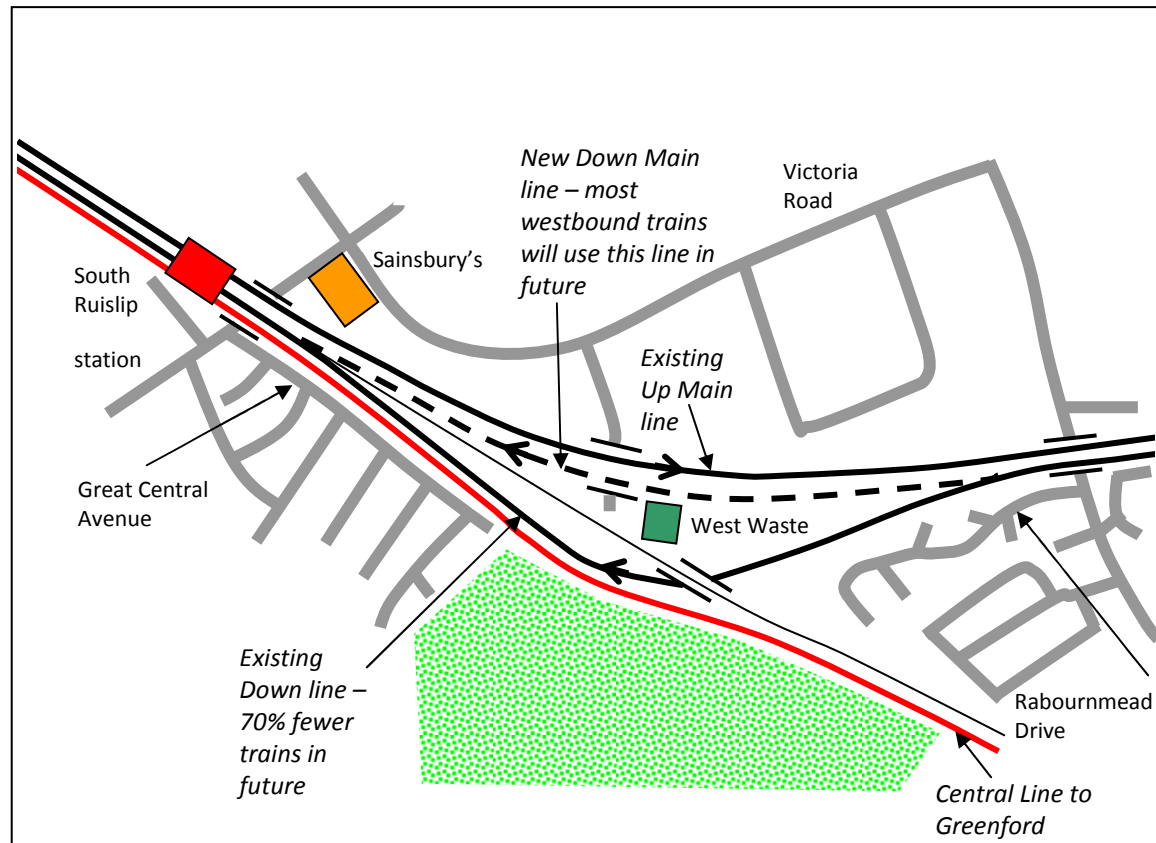 New Down Main
line – most
westbound trains
will use this line in
future
Victoria
Road
Sainsbury’s
South
Ruislip
station
Existing
Up Main
line
Great Central
Avenue
West Waste
Existing
Down line –
70% fewer
trains in
future
Rabournmead
Drive
Central Line to
Greenford